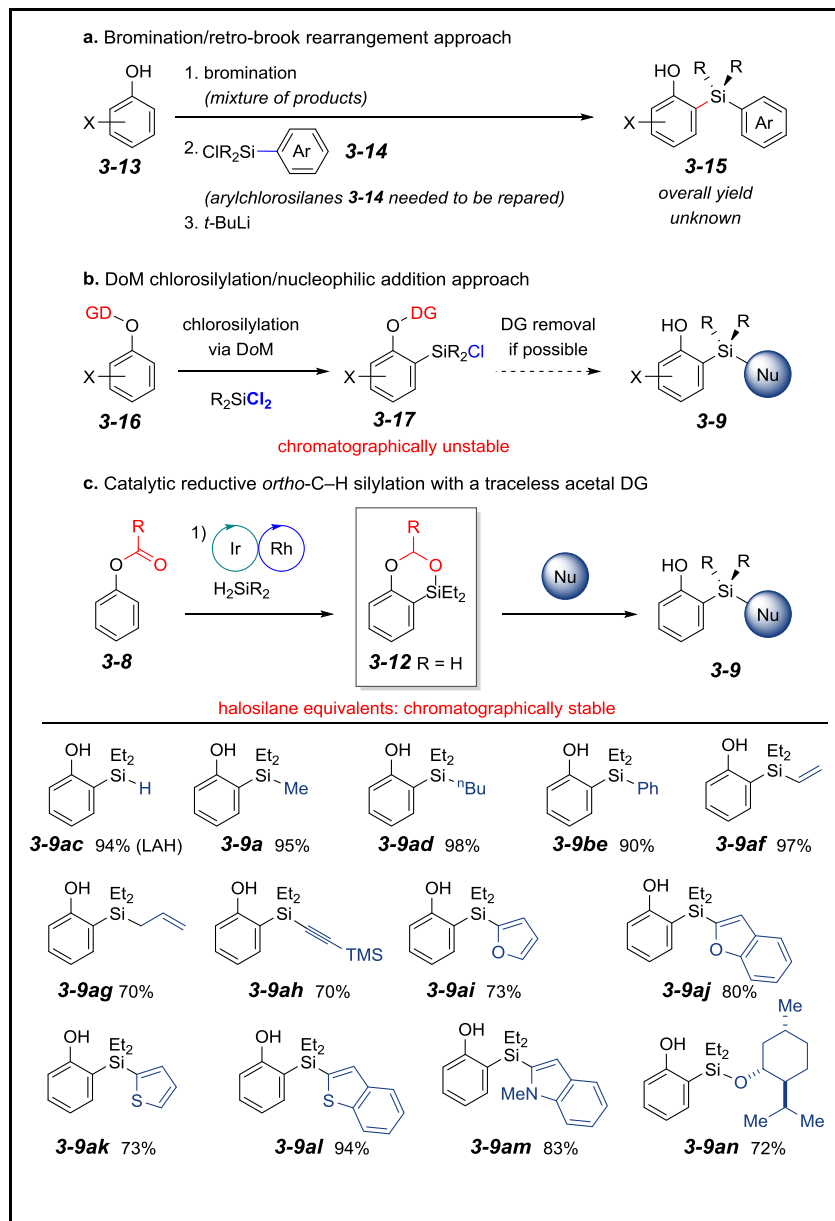 a. Bromination/retro-brook rearrangement approach
OH
X
3-13
1. bromination
(mixture of products)
2. ClR2Si Ar 3-14
(arylchlorosilanes 3-14 needed to be repared)
3. t-BuLi
HO R R
Si
X Ar
3-15
overall yield
unknown
b. DoM chlorosilylation/nucleophilic addition approach
GD
O
X
3-16
chlorosilylation
via DoM
R2SiCl2
DG
O
SiR2Cl
X
3-17
DG removal
if possible
HO R R
Si
X Nu
3-9
chromatographically unstable
c. Catalytic reductive ortho-C–H silylation with a traceless acetal DG
R
O
O
3-8
1) Ir Rh
H2SiR2
R
O O
SiEt2
3-12 R = H
Nu
HO R R
Si
Nu
3-9
halosilane equivalents: chromatographically stable
OH Et2
Si H
3-9ac 94% (LAH)
OH Et2
Si Me
3-9a 95%
OH Et2
Si nBu
3-9ad 98%
OH Et2
Si Ph
3-9be 90%
OH Et2
Si
3-9af 97%
OH Et2
Si
3-9ag 70%
OH Et2
Si
TMS
3-9ah 70%
OH Et2
Si
O
3-9ai 73%
OH Et2
Si
O
3-9aj 80%
OH Et2
Si
S
3-9ak 73%
OH Et2
Si
S
3-9al 94%
OH Et2
Si
MeN
3-9am 83%
Me
OH Et2
Si O
Me Me
3-9an 72%